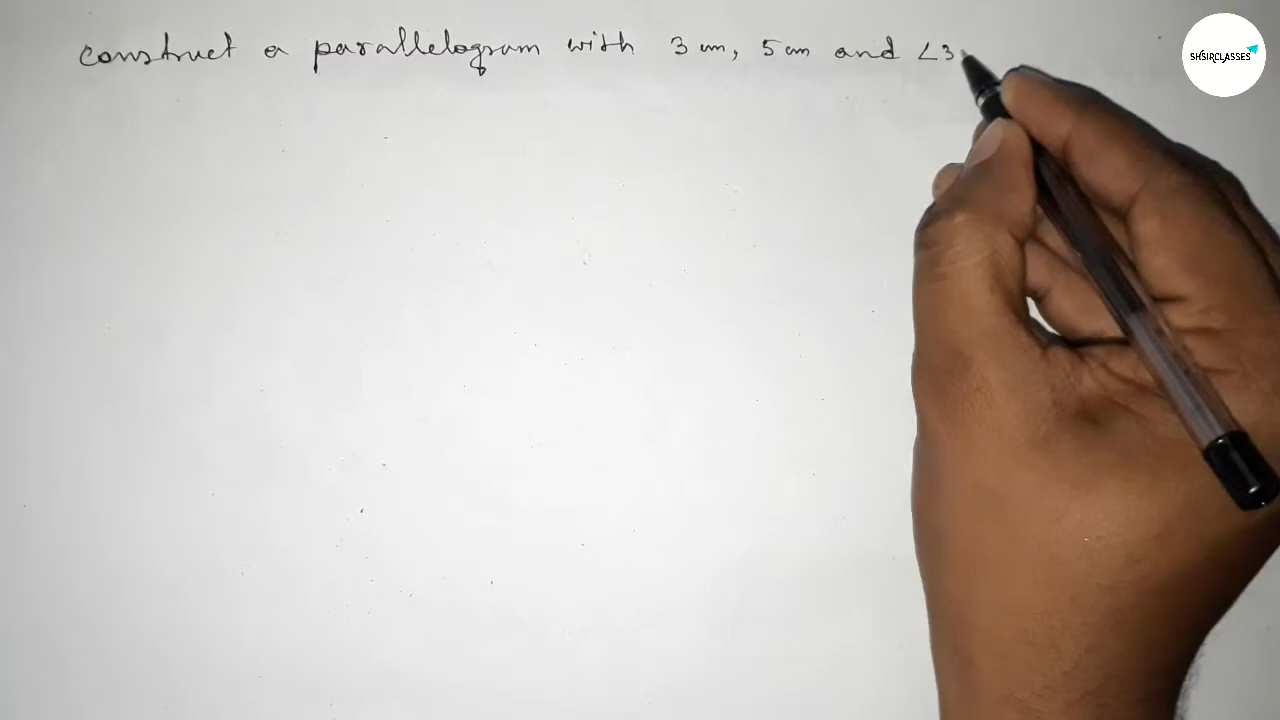 construct a parallelogram with 3 cm, 5 cm and ∠3
SHSIRCLASSES